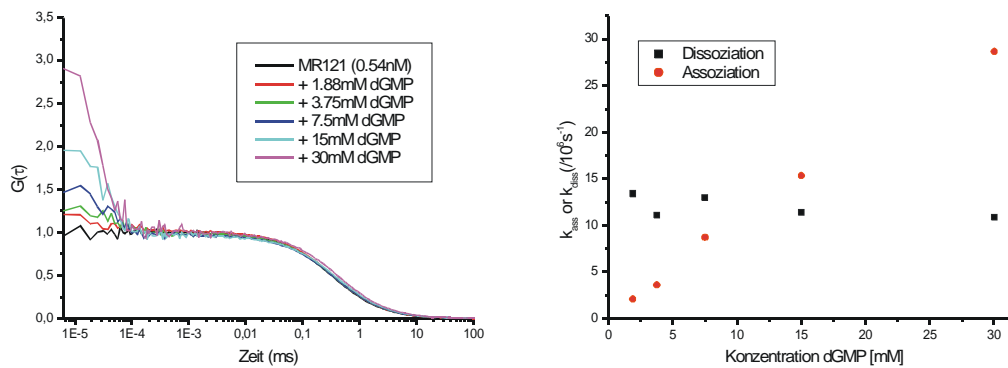 3,5
3,0
2,5
2,0
1,5
1,0
0,5
0,0
G(τ)
1E-5 1E-4 1E-3 0,01 0,1 1 10 100
Zeit (ms)
MR121 (0.54nM)
+ 1.88mM dGMP
+ 3.75mM dGMP
+ 7.5mM dGMP
+ 15mM dGMP
+ 30mM dGMP
30
25
20
15
10
5
0
k_ass or k_diss (/10⁶s⁻¹)
0 5 10 15 20 25 30
Konzentration dGMP [mM]
Dissoziation
Assoziation